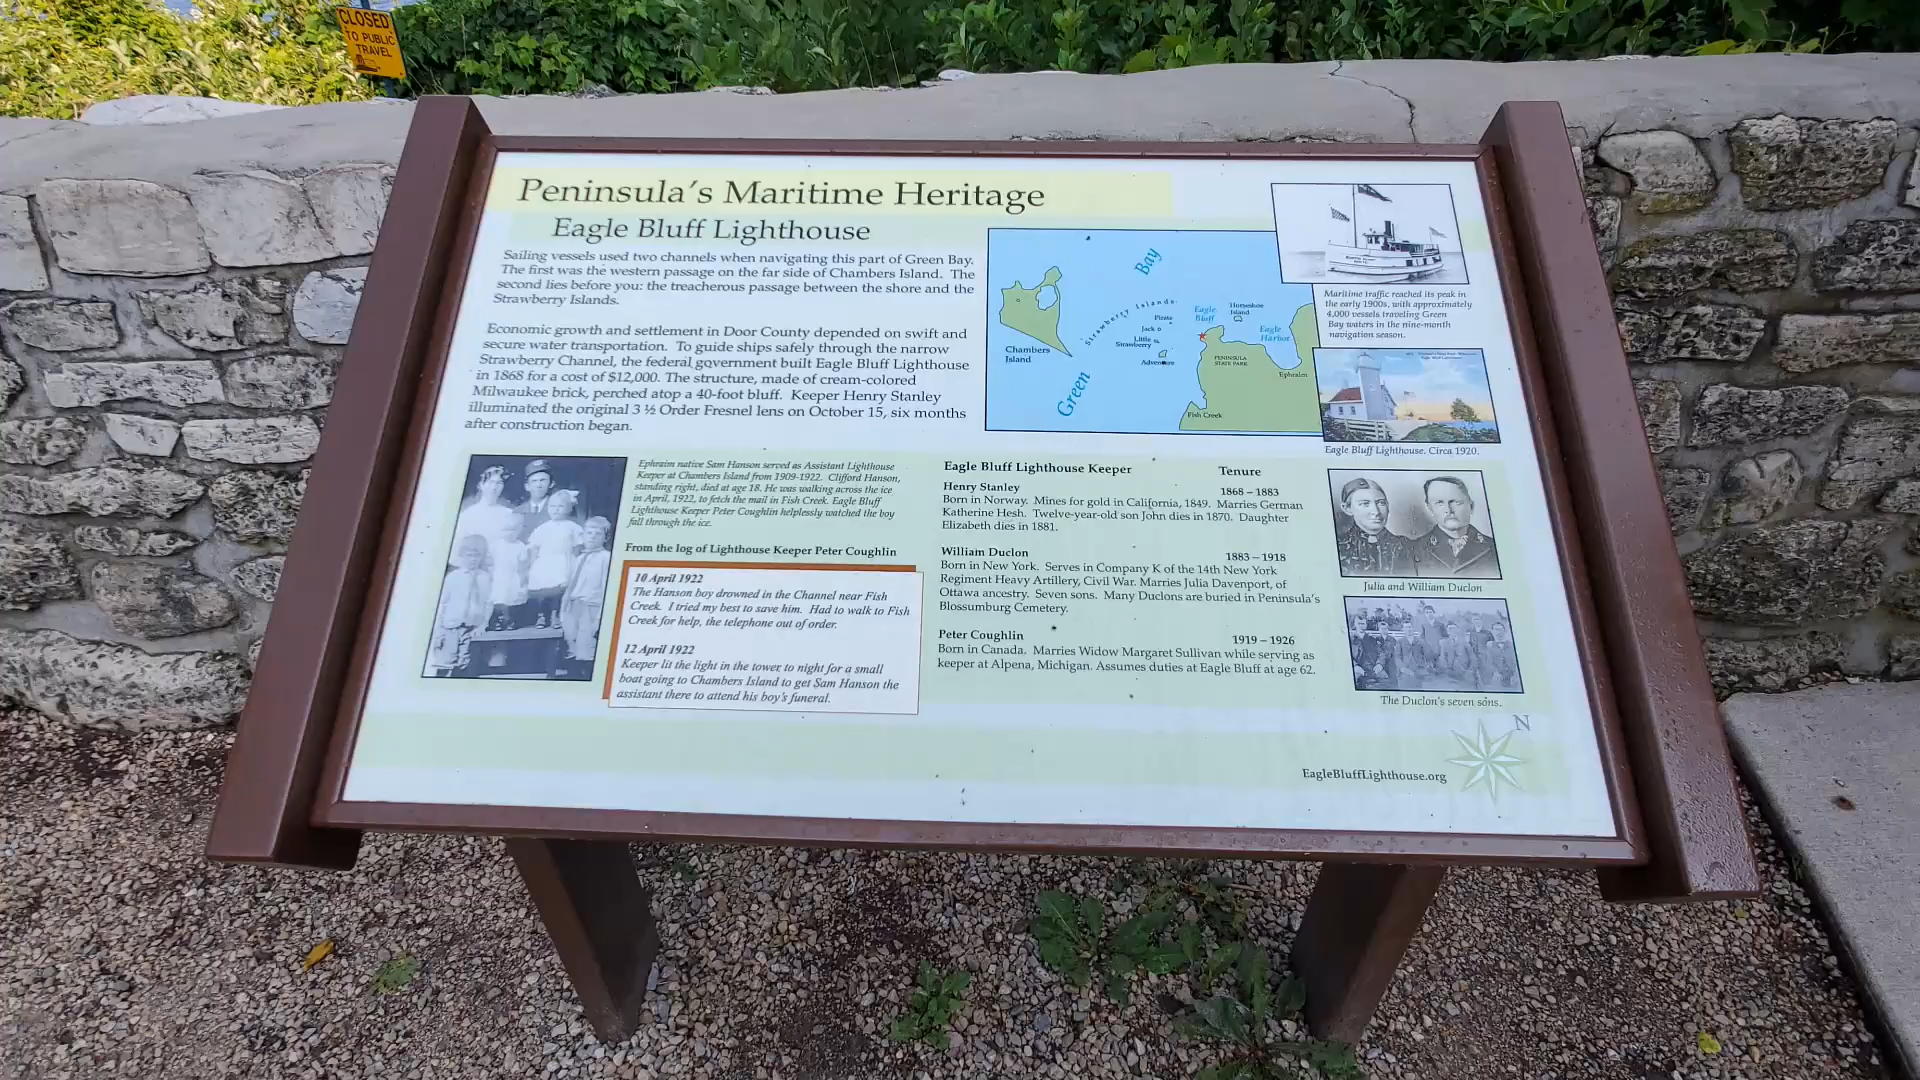 CLOSED
TO PUBLIC
TRAVEL
Peninsula's Maritime Heritage
Eagle Bluff Lighthouse
Sailing vessels used two channels when navigating this part of Green Bay.
The first was the western passage on the far side of Chambers Island. The
second lies before you: the treacherous passage between the shore and the
Strawberry Islands.
Economic growth and settlement in Door County depended on swift and
secure water transportation. To guide ships safely through the narrow
Strawberry Channel, the federal government built Eagle Bluff Lighthouse
in 1868 for a cost of $12,000. The structure, made of cream-colored
Milwaukee brick, perched atop a 40-foot bluff. Keeper Henry Stanley
illuminated the original 3 ½ Order Fresnel lens on October 15, six months
after construction began.
Green Bay
Chambers
Island
Strawberry Islands
Pirate
Jack o
Little
Strawberry
Adventure
Eagle
Bluff
Horseshoe
Island
Eagle
Harbor
PENINSULA
STATE PARK
Ephraim
Fish Creek
Maritime traffic reached its peak in
the early 1900s, with approximately
4,000 vessels traveling Green
Bay waters in the nine-month
navigation season.
Eagle Bluff Lighthouse. Circa 1920.
Ephraim native Sam Hanson served as Assistant Lighthouse
Keeper at Chambers Island from 1909-1922. Clifford Hanson,
standing right, died at age 18. He was walking across the ice
in April, 1922, to fetch the mail in Fish Creek. Eagle Bluff
Lighthouse Keeper Peter Coughlin helplessly watched the boy
fall through the ice.
From the log of Lighthouse Keeper Peter Coughlin
10 April 1922
The Hanson boy drowned in the Channel near Fish
Creek. I tried my best to save him. Had to walk to Fish
Creek for help, the telephone out of order.
12 April 1922
Keeper lit the light in the tower to night for a small
boat going to Chambers Island to get Sam Hanson the
assistant there to attend his boy's funeral.
Eagle Bluff Lighthouse Keeper Tenure
Henry Stanley 1868 – 1883
Born in Norway. Mines for gold in California, 1849. Marries German
Katherine Hesh. Twelve-year-old son John dies in 1870. Daughter
Elizabeth dies in 1881.
William Duclon 1883 – 1918
Born in New York. Serves in Company K of the 14th New York
Regiment Heavy Artillery, Civil War. Marries Julia Davenport, of
Ottawa ancestry. Seven sons. Many Duclons are buried in Peninsula's
Blossumburg Cemetery.
Peter Coughlin 1919 – 1926
Born in Canada. Marries Widow Margaret Sullivan while serving as
keeper at Alpena, Michigan. Assumes duties at Eagle Bluff at age 62.
Julia and William Duclon
The Duclon's seven sons.
N
EagleBluffLighthouse.org